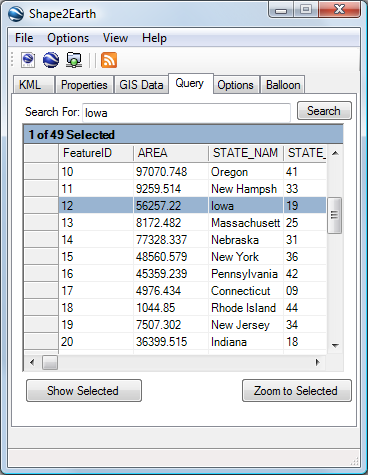 Shape2Earth
File Options View Help
KML Properties GIS Data Query Options Balloon
Search For: Iowa Search
1 of 49 Selected
FeatureID AREA STATE_NAM STATE_
10 97070.748 Oregon 41
11 9259.514 New Hampsh 33
12 56257.22 Iowa 19
13 8172.482 Massachusett 25
14 77328.337 Nebraska 31
15 48560.579 New York 36
16 45359.239 Pennsylvania 42
17 4976.434 Connecticut 09
18 1044.85 Rhode Island 44
19 7507.302 New Jersey 34
20 36399.515 Indiana 18
Show Selected Zoom to Selected